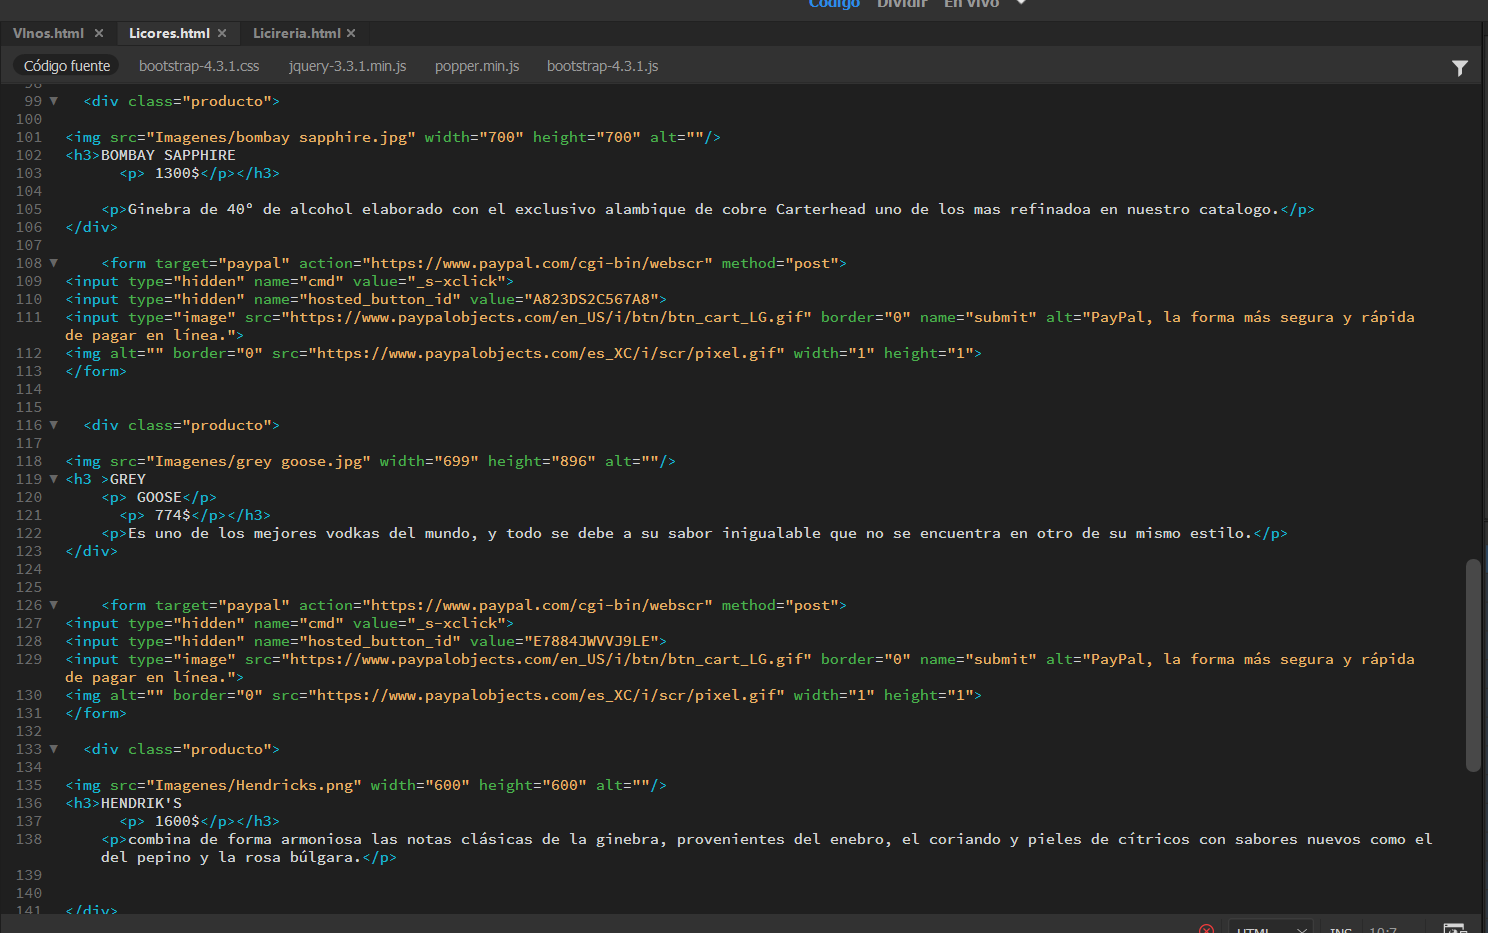 Código Dividir En vivo
VInos.html × Licores.html × Licireria.html ×
Código fuente bootstrap-4.3.1.css jquery-3.3.1.min.js popper.min.js bootstrap-4.3.1.js
98
99 <div class="producto">
100
101 <img src="Imagenes/bombay sapphire.jpg" width="700" height="700" alt=""/>
102 <h3>BOMBAY SAPPHIRE
103 <p> 1300$</p></h3>
104
105 <p>Ginebra de 40º de alcohol elaborado con el exclusivo alambique de cobre Carterhead uno de los mas refinadoa en nuestro catalogo.</p>
106 </div>
107
108 <form target="paypal" action="https://www.paypal.com/cgi-bin/webscr" method="post">
109 <input type="hidden" name="cmd" value="_s-xclick">
110 <input type="hidden" name="hosted_button_id" value="A823DS2C567A8">
111 <input type="image" src="https://www.paypalobjects.com/en_US/i/btn/btn_cart_LG.gif" border="0" name="submit" alt="PayPal, la forma más segura y rápida
de pagar en línea.">
112 <img alt="" border="0" src="https://www.paypalobjects.com/es_XC/i/scr/pixel.gif" width="1" height="1">
113 </form>
114
115
116 <div class="producto">
117
118 <img src="Imagenes/grey goose.jpg" width="699" height="896" alt=""/>
119 <h3 >GREY
120 <p> GOOSE</p>
121 <p> 774$</p></h3>
122 <p>Es uno de los mejores vodkas del mundo, y todo se debe a su sabor inigualable que no se encuentra en otro de su mismo estilo.</p>
123 </div>
124
125
126 <form target="paypal" action="https://www.paypal.com/cgi-bin/webscr" method="post">
127 <input type="hidden" name="cmd" value="_s-xclick">
128 <input type="hidden" name="hosted_button_id" value="E7884JWVVJ9LE">
129 <input type="image" src="https://www.paypalobjects.com/en_US/i/btn/btn_cart_LG.gif" border="0" name="submit" alt="PayPal, la forma más segura y rápida
de pagar en línea.">
130 <img alt="" border="0" src="https://www.paypalobjects.com/es_XC/i/scr/pixel.gif" width="1" height="1">
131 </form>
132
133 <div class="producto">
134
135 <img src="Imagenes/Hendricks.png" width="600" height="600" alt=""/>
136 <h3>HENDRIK'S
137 <p> 1600$</p></h3>
138 <p>combina de forma armoniosa las notas clásicas de la ginebra, provenientes del enebro, el coriando y pieles de cítricos con sabores nuevos como el
del pepino y la rosa búlgara.</p>
139
140
141 </div>
HTML INS 10:7